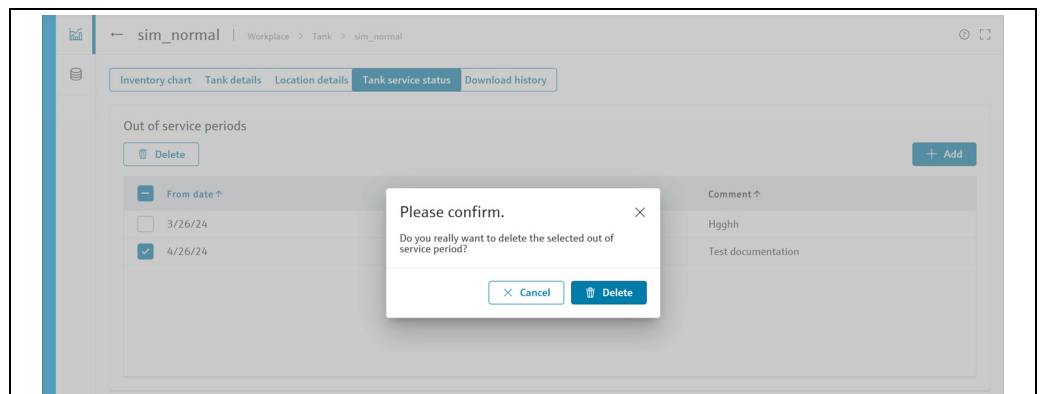 ← sim_normal | Workplace > Tank > sim_normal
Inventory chart Tank details Location details Tank service status Download history
Out of service periods
Delete
+ Add
From date ↑ Comment ↑
3/26/24 Hgghh
4/26/24 Test documentation
Please confirm.
Do you really want to delete the selected out of
service period?
× Cancel Delete